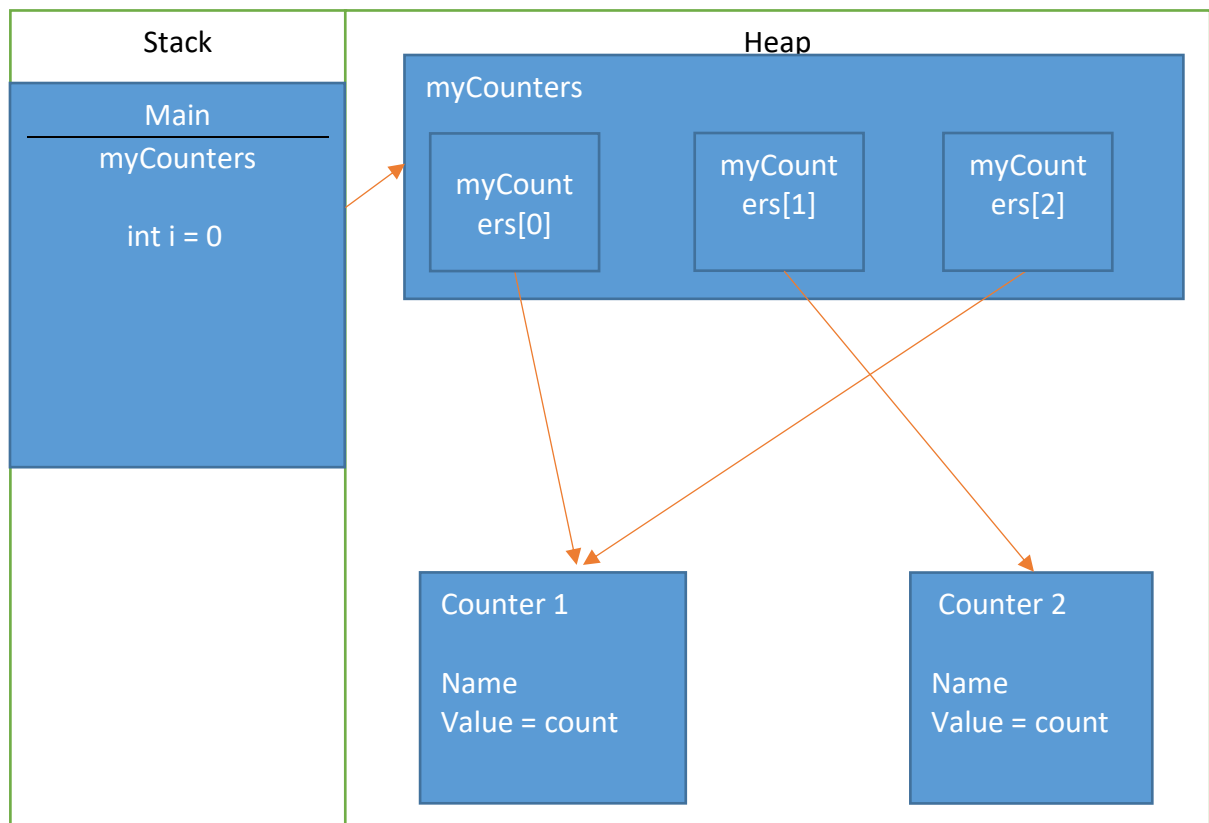 Stack
Heap
Main
myCounters
int i = 0
myCounters
myCount
ers[0]
myCount
ers[1]
myCount
ers[2]
Counter 1
Name
Value = count
Counter 2
Name
Value = count